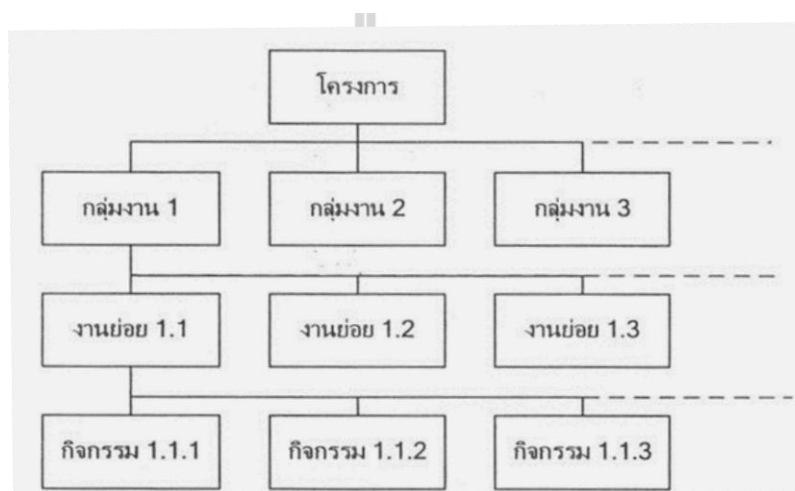 โครงการ
กลุ่มงาน 1
กลุ่มงาน 2
กลุ่มงาน 3
งานย่อย 1.1
งานย่อย 1.2
งานย่อย 1.3
กิจกรรม 1.1.1
กิจกรรม 1.1.2
กิจกรรม 1.1.3